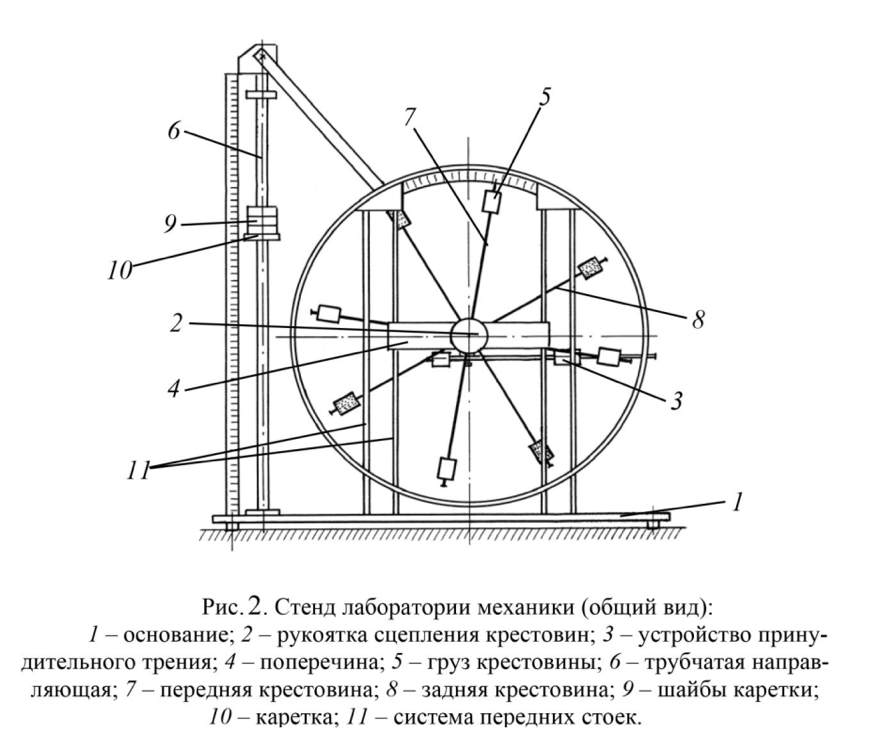 5
7
6
9
10
2
8
4
3
11
1
Рис. 2. Стенд лаборатории механики (общий вид):
1 – основание; 2 – рукоятка сцепления крестовин; 3 – устройство прину-
дительного трения; 4 – поперечина; 5 – груз крестовины; 6 – трубчатая направ-
ляющая; 7 – передняя крестовина; 8 – задняя крестовина; 9 – шайбы каретки;
10 – каретка; 11 – система передних стоек.